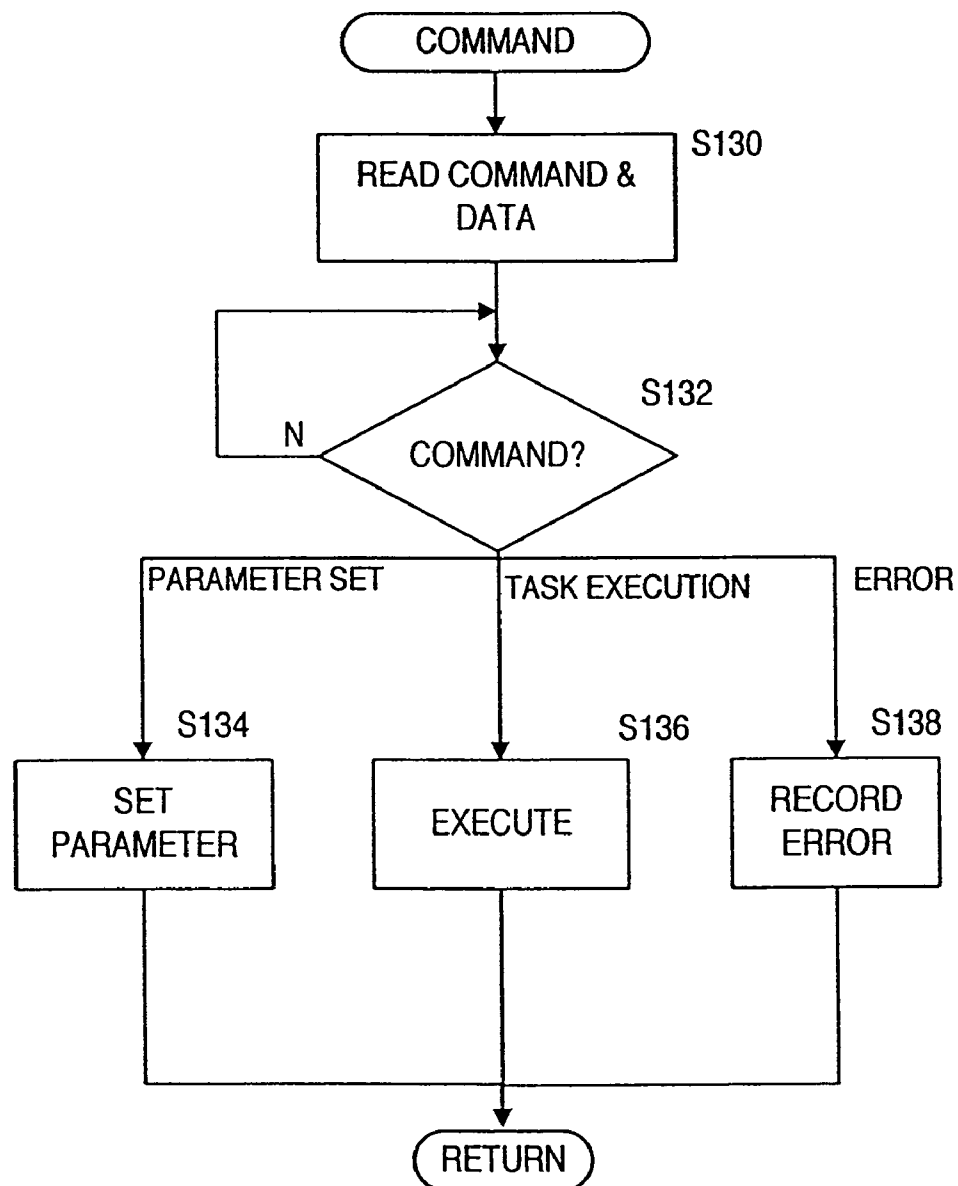 COMMAND
S130
READ COMMAND &
DATA
S132
N
COMMAND?
PARAMETER SET
TASK EXECUTION
ERROR
S134
S136
S138
SET
PARAMETER
EXECUTE
RECORD
ERROR
RETURN